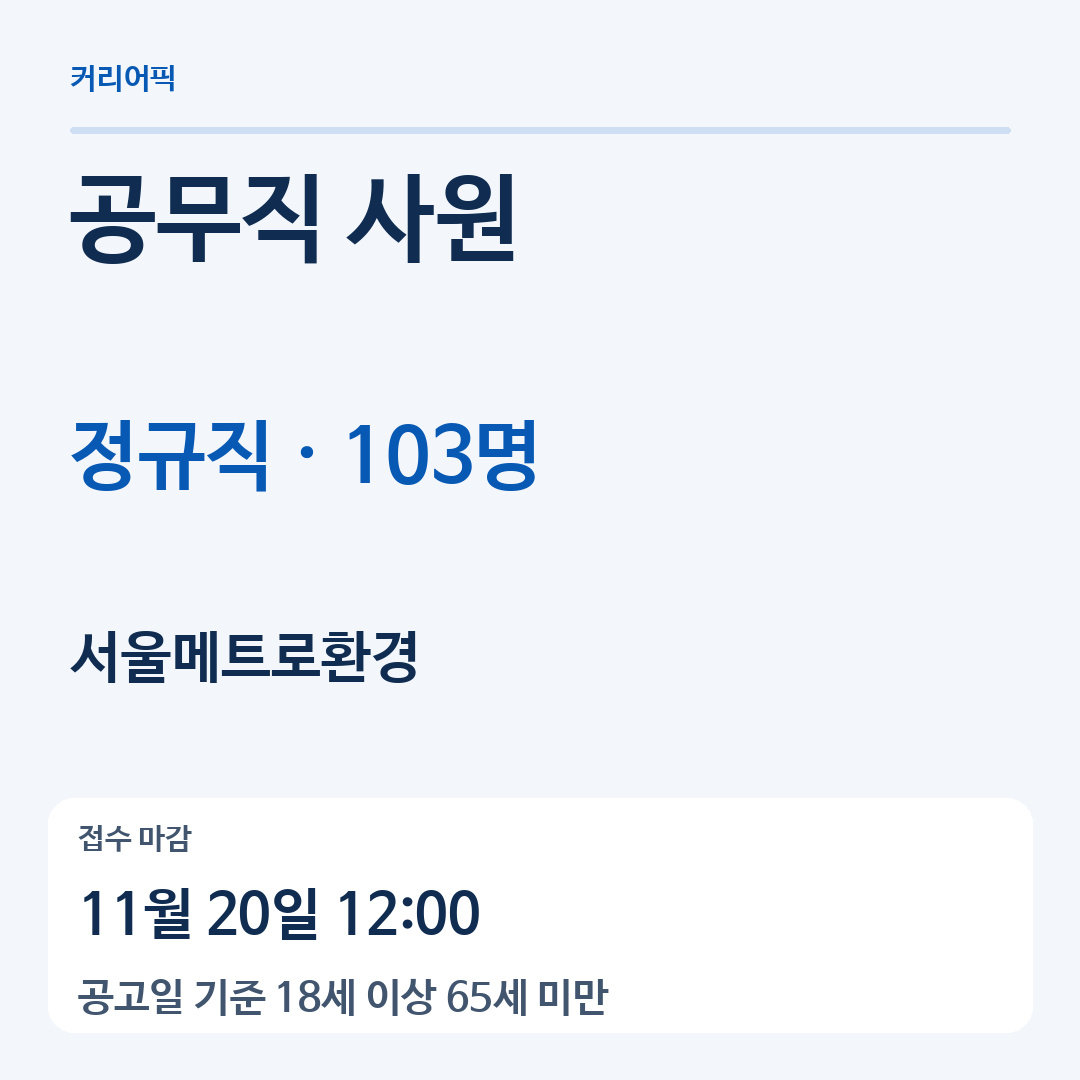 커리어픽
공무직 사원
정규직 · 103명
서울메트로환경
접수 마감
11월 20일 12:00
공고일 기준 18세 이상 65세 미만